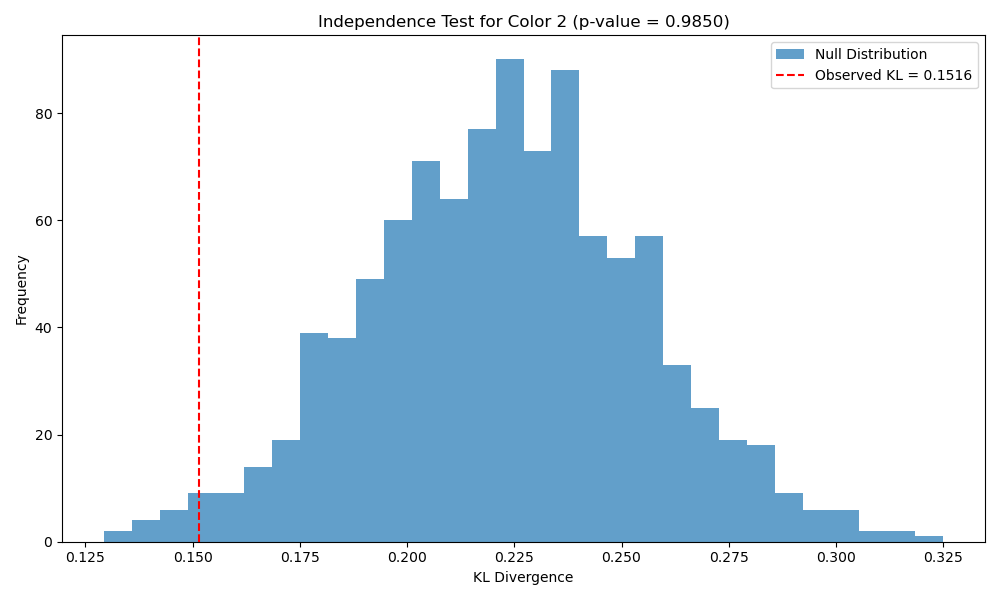 Independence Test for Color 2 (p-value = 0.9850)
Null Distribution
Observed KL = 0.1516
Frequency
80
60
40
20
0
0.125 0.150 0.175 0.200 0.225 0.250 0.275 0.300 0.325
KL Divergence